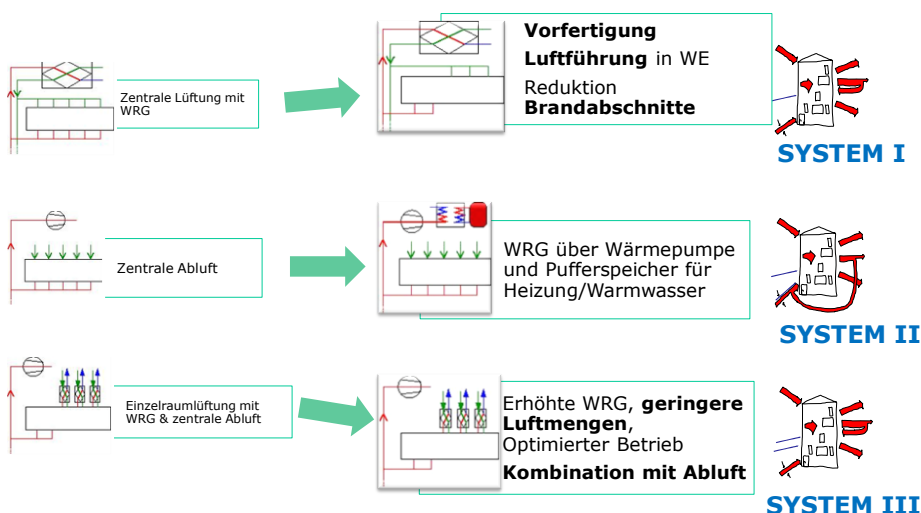 Zentrale Lüftung mit
WRG
Vorfertigung
Luftführung in WE
Reduktion
Brandabschnitte
SYSTEM I
Zentrale Abluft
WRG über Wärmepumpe
und Pufferspeicher für
Heizung/Warmwasser
SYSTEM II
Einzelraumlüftung mit
WRG & zentrale Abluft
Erhöhte WRG, geringere
Luftmengen,
Optimierter Betrieb
Kombination mit Abluft
SYSTEM III